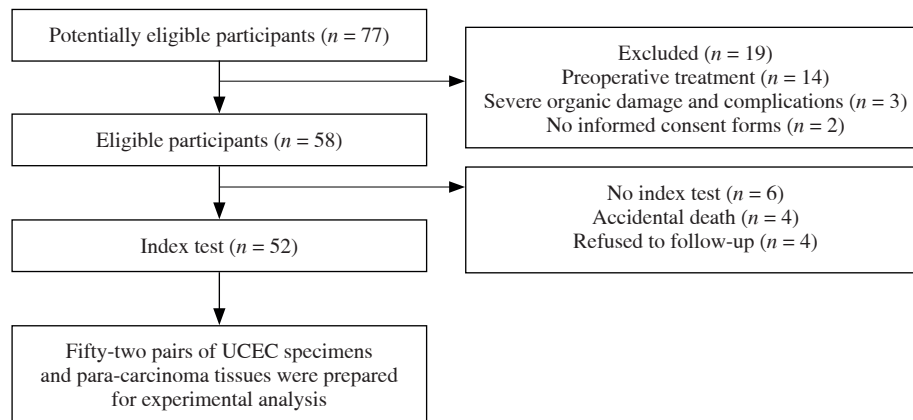 Potentially eligible participants (n = 77)
Excluded (n = 19)
Preoperative treatment (n = 14)
Severe organic damage and complications (n = 3)
No informed consent forms (n = 2)
Eligible participants (n = 58)
No index test (n = 6)
Accidental death (n = 4)
Refused to follow-up (n = 4)
Index test (n = 52)
Fifty-two pairs of UCEC specimens
and para-carcinoma tissues were prepared
for experimental analysis